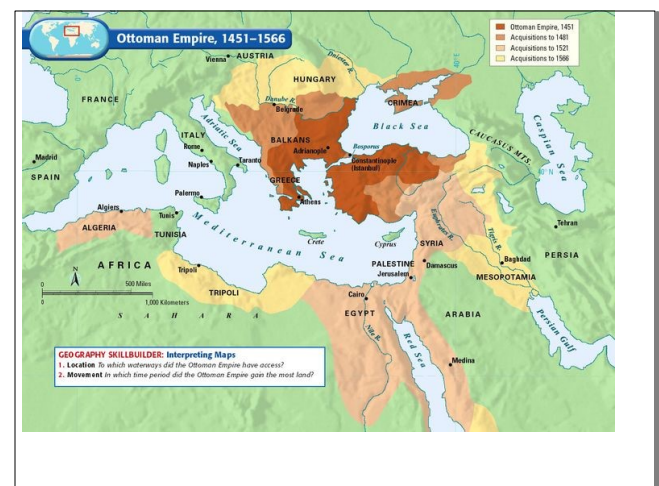 Ottoman Empire, 1451–1566
Ottoman Empire, 1451
Acquisitions to 1481
Acquisitions to 1521
Acquisitions to 1566
Vienna
AUSTRIA
Dniester R.
40°E
HUNGARY
FRANCE
CRIMEA
Danube R.
Belgrade
Adriatic Sea
ITALY
Rome
Black Sea
CAUCASUS MTS.
Caspian Sea
BALKANS
Adrianople
Bosporus
Madrid
Naples
Taranto
Constantinople
(Istanbul)
40°N
SPAIN
GREECE
Palermo
Athens
Algiers
Tunis
Mediterranean Sea
Euphrates R.
Tigris R.
Tehran
ALGERIA
TUNISIA
Crete
Cyprus
SYRIA
PERSIA
Baghdad
AFRICA
PALESTINE
Damascus
N
Tripoli
Jerusalem
MESOPOTAMIA
0 500 Miles
0 1,000 Kilometers
TRIPOLI
Cairo
EGYPT
ARABIA
Persian Gulf
SAHARA
Nile R.
Red Sea
Medina
GEOGRAPHY SKILLBUILDER: Interpreting Maps
1. Location To which waterways did the Ottoman Empire have access?
2. Movement In which time period did the Ottoman Empire gain the most land?